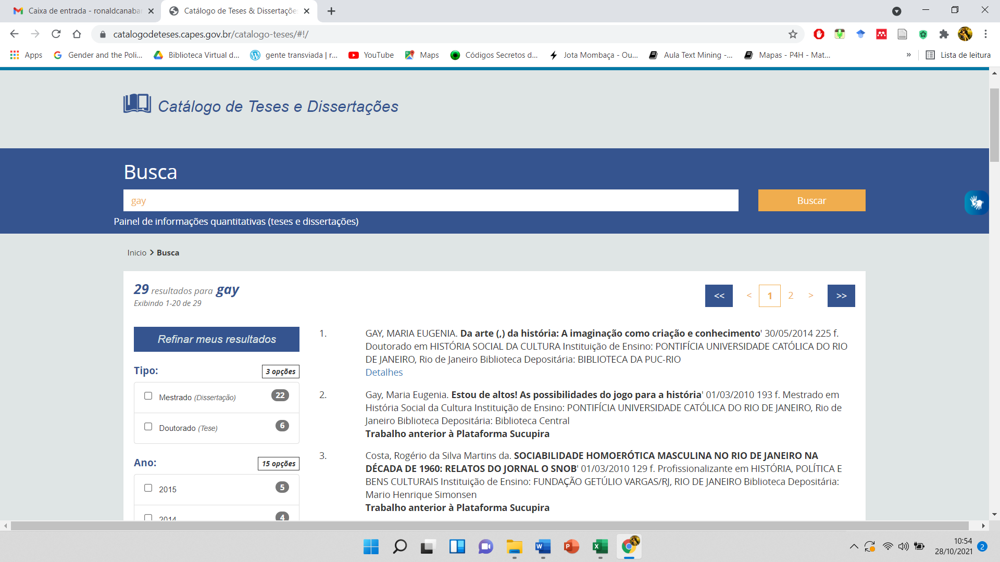 Caixa de entrada - ronaldcanabar
Catálogo de Teses & Dissertaçõe
catalogodeteses.capes.gov.br/catalogo-teses/#!/
Apps
Gender and the Poli...
Biblioteca Virtual d...
gente transviada | r...
YouTube
Maps
Códigos Secretos d...
Jota Mombaça - Ou...
Aula Text Mining -...
Mapas - P4H - Mat...
»
Lista de leitura
Catálogo de Teses e Dissertações
Busca
gay
Buscar
Painel de informações quantitativas (teses e dissertações)
Inicio > Busca
29 resultados para gay
Exibindo 1-20 de 29
<< < 1 2 > >>
Refinar meus resultados
Tipo: 3 opções
Mestrado (Dissertação) 22
Doutorado (Tese) 6
Ano: 15 opções
2015 5
2014 4
1. GAY, MARIA EUGENIA. Da arte (,) da história: A imaginação como criação e conhecimento' 30/05/2014 225 f.
Doutorado em HISTÓRIA SOCIAL DA CULTURA Instituição de Ensino: PONTIFÍCIA UNIVERSIDADE CATÓLICA DO RIO
DE JANEIRO, Rio de Janeiro Biblioteca Depositária: BIBLIOTECA DA PUC-RIO
Detalhes
2. Gay, Maria Eugenia. Estou de altos! As possibilidades do jogo para a história' 01/03/2010 193 f. Mestrado em
História Social da Cultura Instituição de Ensino: PONTIFÍCIA UNIVERSIDADE CATÓLICA DO RIO DE JANEIRO, Rio de
Janeiro Biblioteca Depositária: Biblioteca Central
Trabalho anterior à Plataforma Sucupira
3. Costa, Rogério da Silva Martins da. SOCIABILIDADE HOMOERÓTICA MASCULINA NO RIO DE JANEIRO NA
DÉCADA DE 1960: RELATOS DO JORNAL O SNOB' 01/03/2010 129 f. Profissionalizante em HISTÓRIA, POLÍTICA E
BENS CULTURAIS Instituição de Ensino: FUNDAÇÃO GETÚLIO VARGAS/RJ, RIO DE JANEIRO Biblioteca Depositária:
Mario Henrique Simonsen
Trabalho anterior à Plataforma Sucupira
10:54
28/10/2021
2